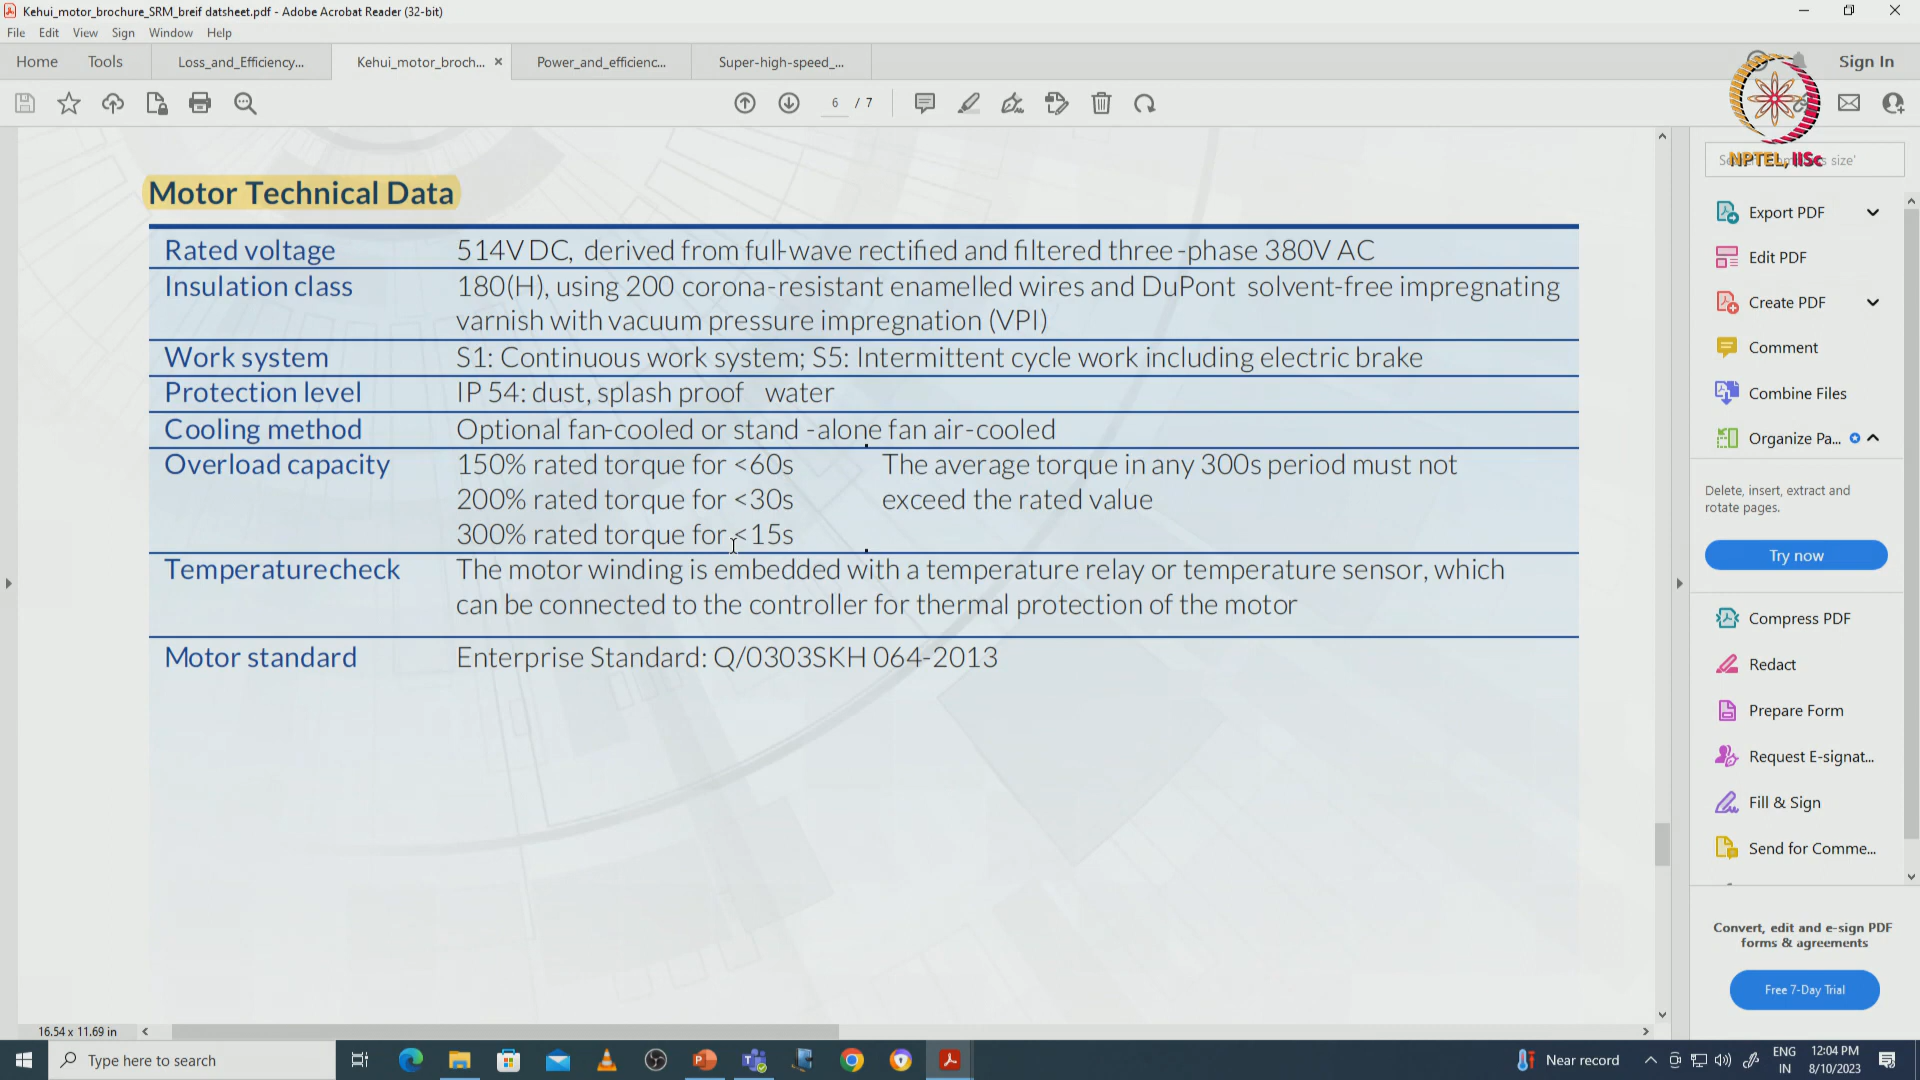 Kehui_motor_brochure_SRM_breif datsheet.pdf - Adobe Acrobat Reader (32-bit)
File Edit View Sign Window Help
Home Tools Loss_and_Efficiency... Kehui_motor_broch... × Power_and_efficienc... Super-high-speed_... Sign In
6 / 7
NPTEL, IISc
size'
Motor Technical Data
Rated voltage 514V DC, derived from full-wave rectified and filtered three -phase 380V AC
Insulation class 180(H), using 200 corona-resistant enamelled wires and DuPont solvent-free impregnating
varnish with vacuum pressure impregnation (VPI)
Work system S1: Continuous work system; S5: Intermittent cycle work including electric brake
Protection level IP 54: dust, splash proof water
Cooling method Optional fan-cooled or stand -alone fan air-cooled
Overload capacity 150% rated torque for <60s The average torque in any 300s period must not
200% rated torque for <30s exceed the rated value
300% rated torque for <15s
Temperaturecheck The motor winding is embedded with a temperature relay or temperature sensor, which
can be connected to the controller for thermal protection of the motor
Motor standard Enterprise Standard: Q/0303SKH 064-2013
Export PDF
Edit PDF
Create PDF
Comment
Combine Files
Organize Pa...
Delete, insert, extract and
rotate pages.
Try now
Compress PDF
Redact
Prepare Form
Request E-signat...
Fill & Sign
Send for Comme...
Convert, edit and e-sign PDF
forms & agreements
Free 7-Day Trial
16.54 x 11.69 in
Type here to search
Near record
ENG
IN
12:04 PM
8/10/2023